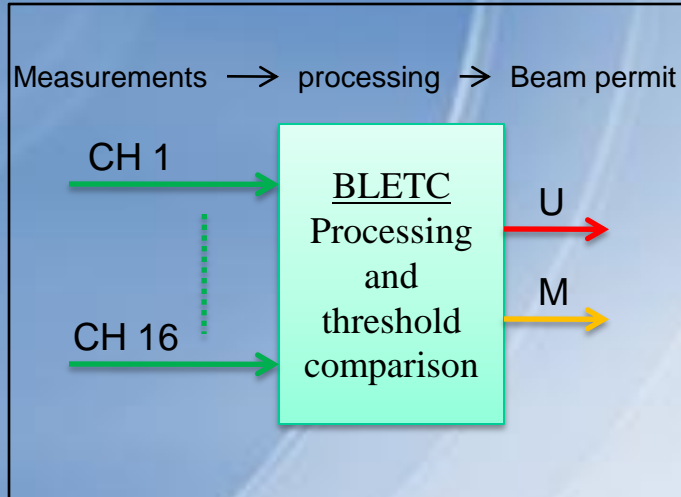 Measurements → processing → Beam permit
CH 1
BLETC
Processing
and
threshold
comparison
U
M
CH 16